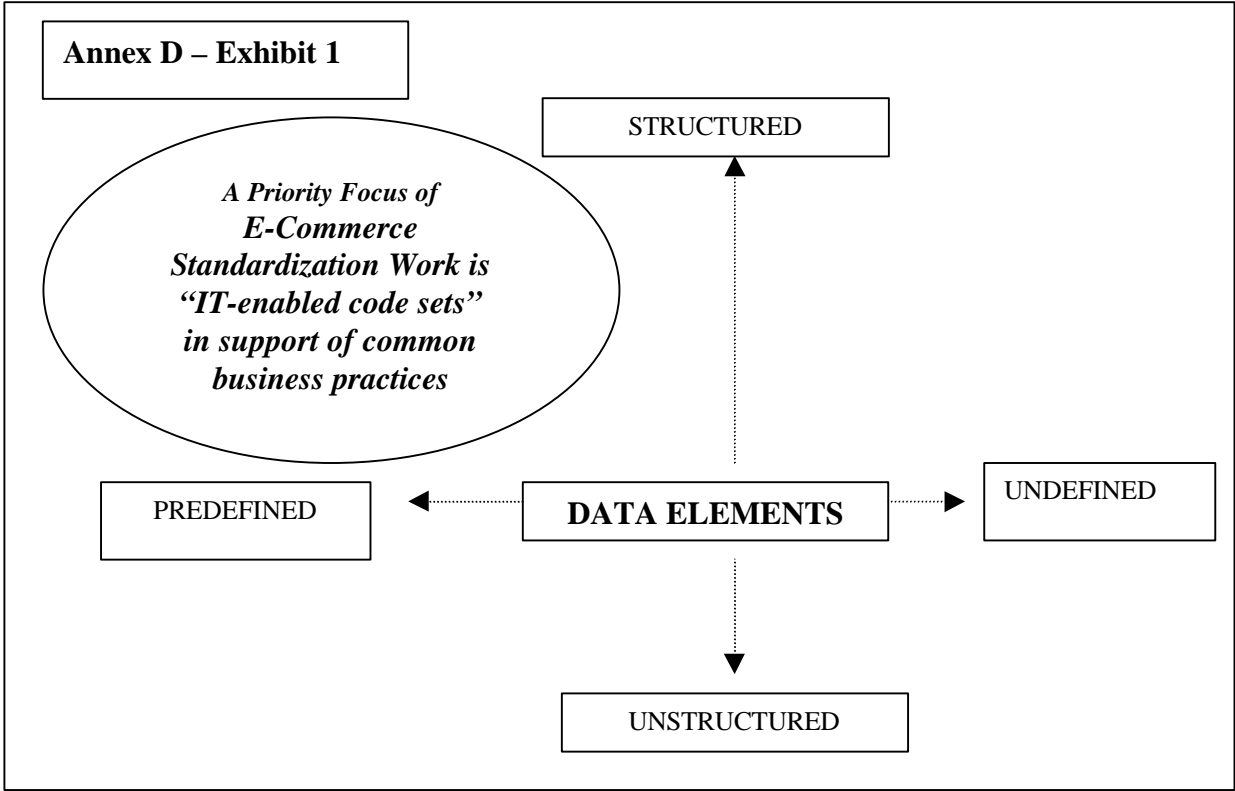 Annex D – Exhibit 1
STRUCTURED
A Priority Focus of
E-Commerce
Standardization Work is
“IT-enabled code sets”
in support of common
business practices
PREDEFINED
DATA ELEMENTS
UNDEFINED
UNSTRUCTURED